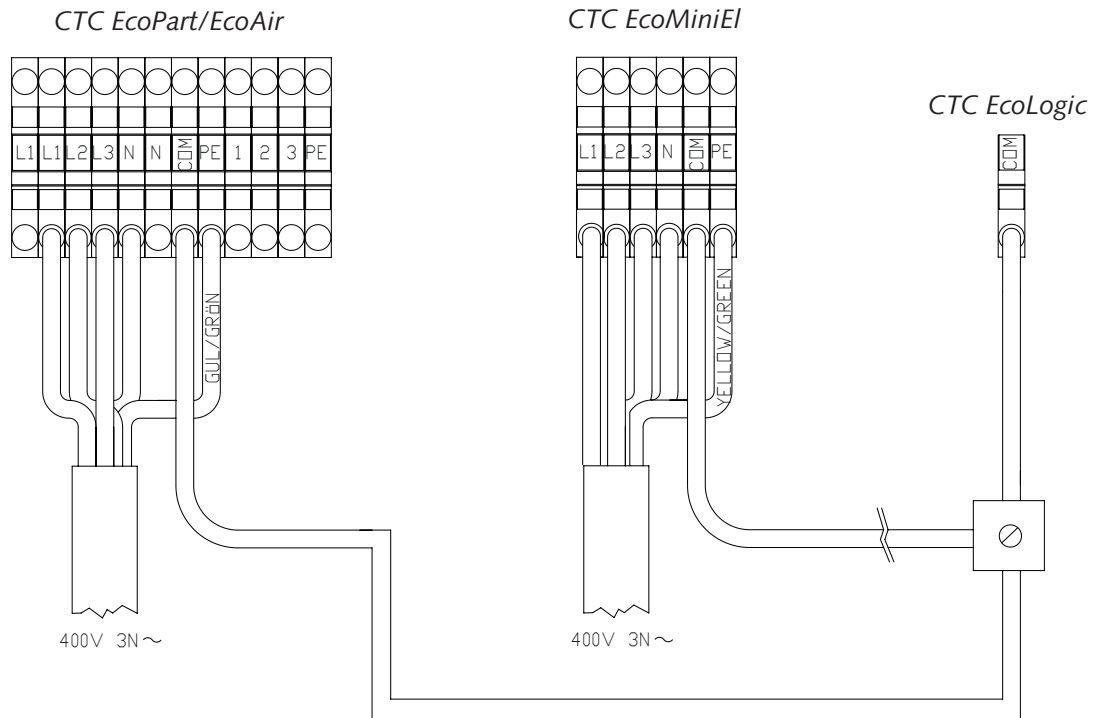 CTC EcoPart/EcoAir
CTC EcoMiniEl
CTC EcoLogic
L1 L1 L2 L3 N N COM PE 1 2 3 PE
L1 L2 L3 N COM PE
COM
GUL/GRÖN
YELLOW/GREEN
400V 3N~
400V 3N~